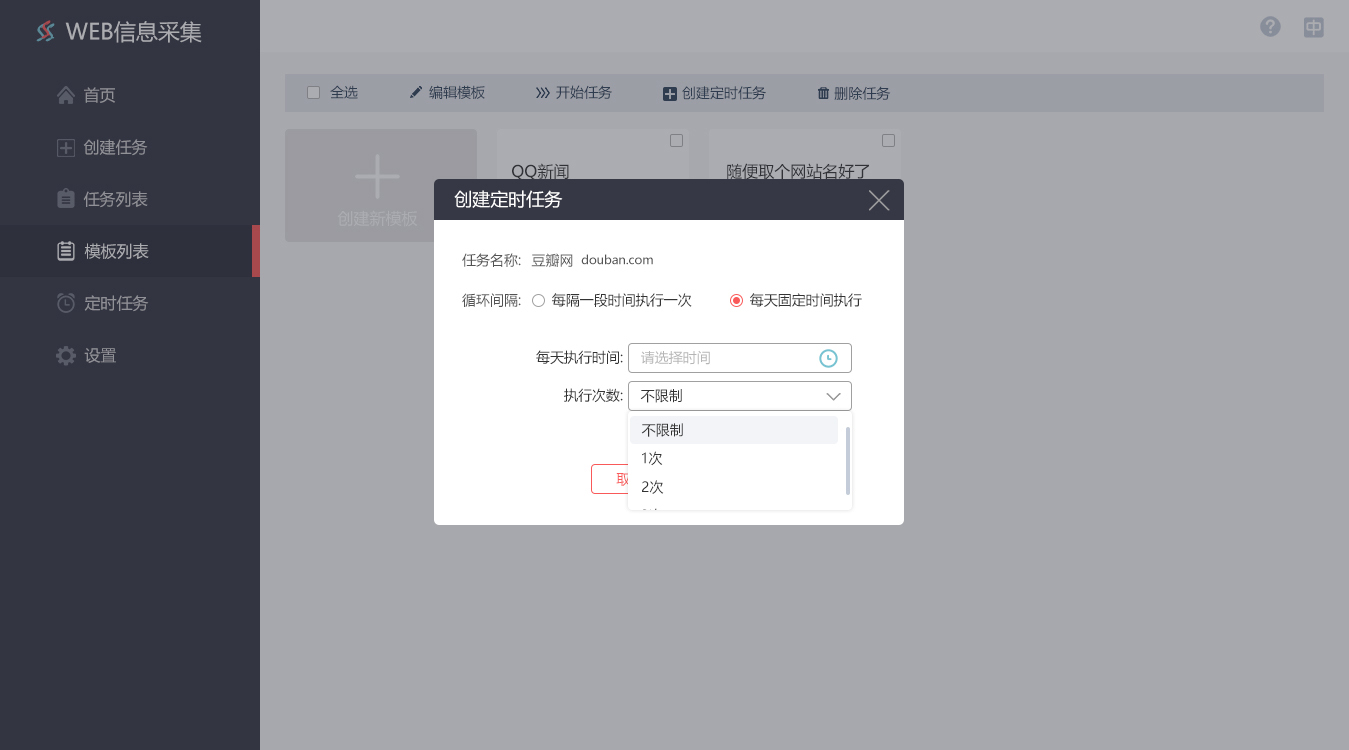 WEB信息采集
首页
创建任务
任务列表
模板列表
定时任务
设置
中
全选 编辑模板 开始任务 创建定时任务 删除任务
创建新模板
QQ新闻
随便取个网站名好了
创建定时任务
任务名称: 豆瓣网 douban.com
循环间隔: 每隔一段时间执行一次 每天固定时间执行
每天执行时间: 请选择时间
执行次数: 不限制
不限制
1次
2次
取